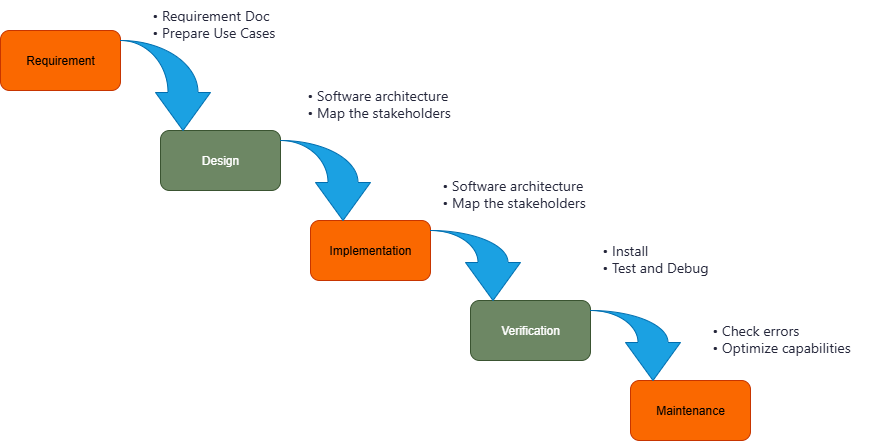 • Requirement Doc
• Prepare Use Cases
Requirement
• Software architecture
• Map the stakeholders
Design
• Software architecture
• Map the stakeholders
Implementation
• Install
• Test and Debug
Verification
• Check errors
• Optimize capabilities
Maintenance